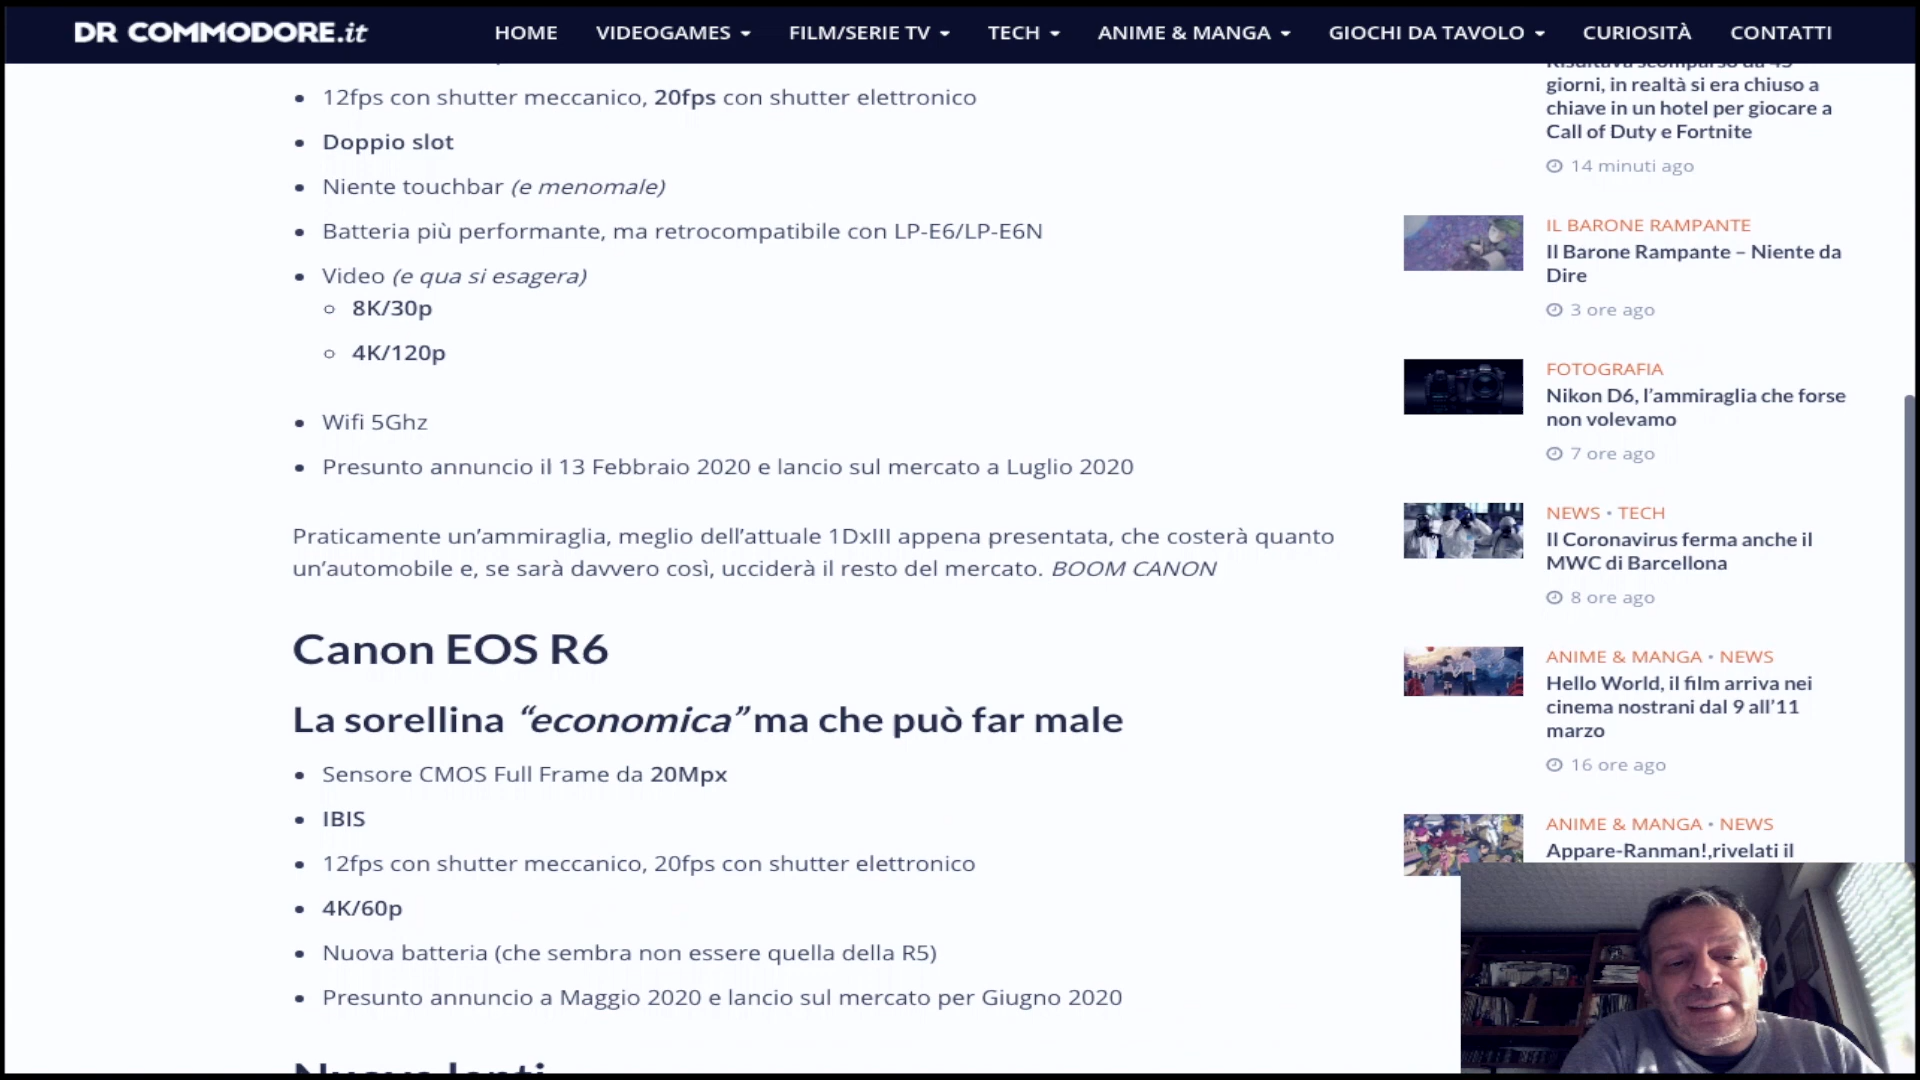 DR COMMODORE.it
HOME VIDEOGAMES FILM/SERIE TV TECH ANIME & MANGA GIOCHI DA TAVOLO CURIOSITÀ CONTATTI
12fps con shutter meccanico, 20fps con shutter elettronico
Doppio slot
Niente touchbar (e menomale)
Batteria più performante, ma retrocompatibile con LP-E6/LP-E6N
Video (e qua si esagera)
8K/30p
4K/120p
Wifi 5Ghz
Presunto annuncio il 13 Febbraio 2020 e lancio sul mercato a Luglio 2020
Praticamente un'ammiraglia, meglio dell'attuale 1DxIII appena presentata, che costerà quanto
un'automobile e, se sarà davvero così, ucciderà il resto del mercato. BOOM CANON
Canon EOS R6
La sorellina “economica” ma che può far male
Sensore CMOS Full Frame da 20Mpx
IBIS
12fps con shutter meccanico, 20fps con shutter elettronico
4K/60p
Nuova batteria (che sembra non essere quella della R5)
Presunto annuncio a Maggio 2020 e lancio sul mercato per Giugno 2020
Nuove lenti
Risultava scomparso da 45
giorni, in realtà si era chiuso a
chiave in un hotel per giocare a
Call of Duty e Fortnite
14 minuti ago
IL BARONE RAMPANTE
Il Barone Rampante – Niente da
Dire
3 ore ago
FOTOGRAFIA
Nikon D6, l'ammiraglia che forse
non volevamo
7 ore ago
NEWS • TECH
Il Coronavirus ferma anche il
MWC di Barcellona
8 ore ago
ANIME & MANGA • NEWS
Hello World, il film arriva nei
cinema nostrani dal 9 all'11
marzo
16 ore ago
ANIME & MANGA • NEWS
Appare-Ranman!,rivelati il